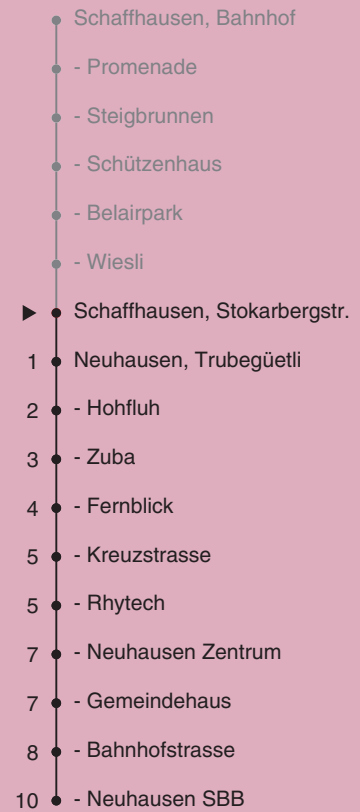 Schaffhausen, Bahnhof
- Promenade
- Steigbrunnen
- Schützenhaus
- Belairpark
- Wiesli
Schaffhausen, Stokarbergstr.
1 Neuhausen, Trubegüetli
2 - Hohfluh
3 - Zuba
4 - Fernblick
5 - Kreuzstrasse
5 - Rhytech
7 - Neuhausen Zentrum
7 - Gemeindehaus
8 - Bahnhofstrasse
10 - Neuhausen SBB